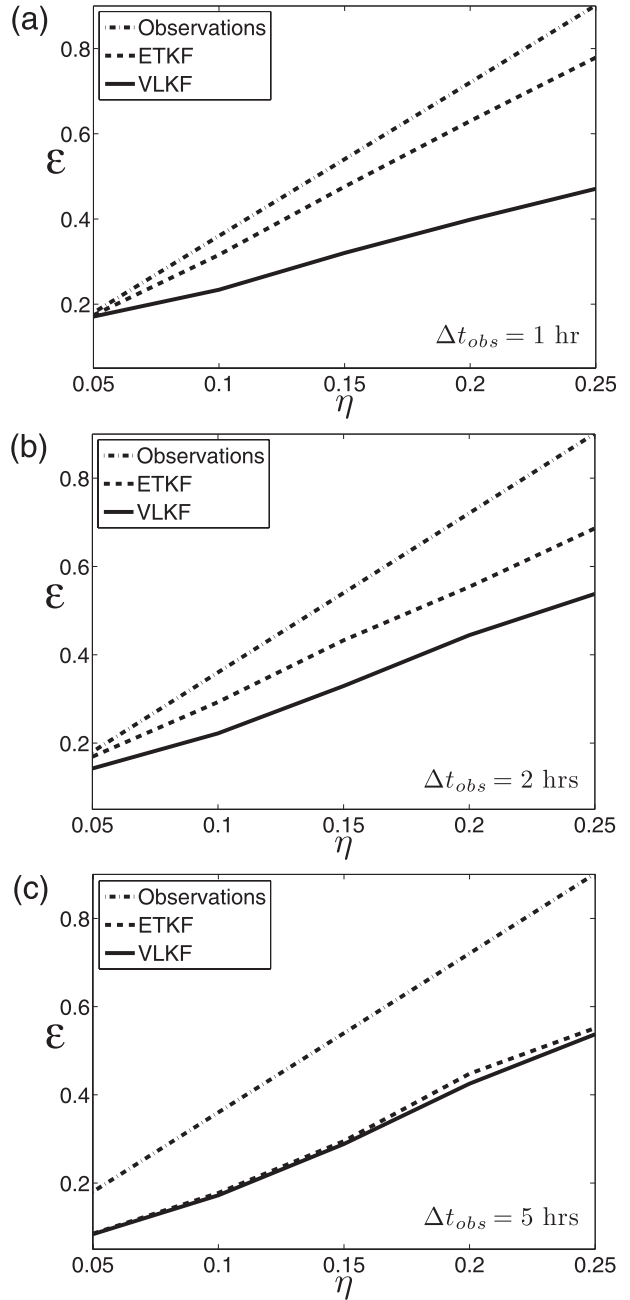 (a)
Observations
ETKF
VLKF
0.8
0.6
0.4
0.2
ε
Δt_obs = 1 hr
0.05 0.1 0.15 0.2 0.25
η
(b)
Observations
ETKF
VLKF
0.8
0.6
0.4
0.2
ε
Δt_obs = 2 hrs
0.05 0.1 0.15 0.2 0.25
η
(c)
Observations
ETKF
VLKF
0.8
0.6
0.4
0.2
ε
Δt_obs = 5 hrs
0.05 0.1 0.15 0.2 0.25
η